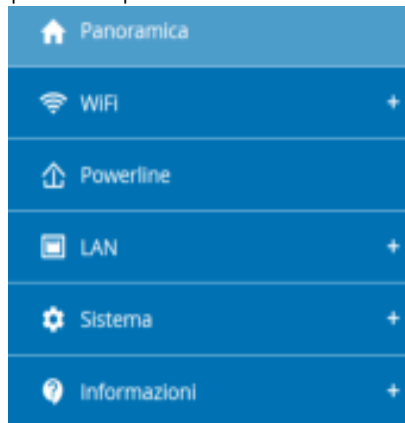 Panoramica
WiFi +
Powerline
LAN +
Sistema +
Informazioni +